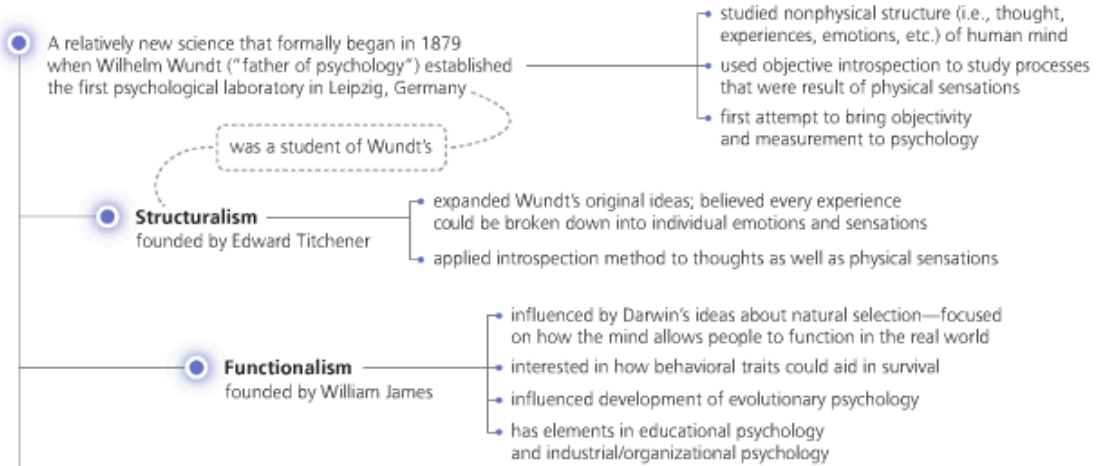 A relatively new science that formally began in 1879
when Wilhelm Wundt (“father of psychology”) established
the first psychological laboratory in Leipzig, Germany
studied nonphysical structure (i.e., thought,
experiences, emotions, etc.) of human mind
used objective introspection to study processes
that were result of physical sensations
first attempt to bring objectivity
and measurement to psychology
was a student of Wundt’s
Structuralism
founded by Edward Titchener
expanded Wundt’s original ideas; believed every experience
could be broken down into individual emotions and sensations
applied introspection method to thoughts as well as physical sensations
Functionalism
founded by William James
influenced by Darwin’s ideas about natural selection—focused
on how the mind allows people to function in the real world
interested in how behavioral traits could aid in survival
influenced development of evolutionary psychology
has elements in educational psychology
and industrial/organizational psychology